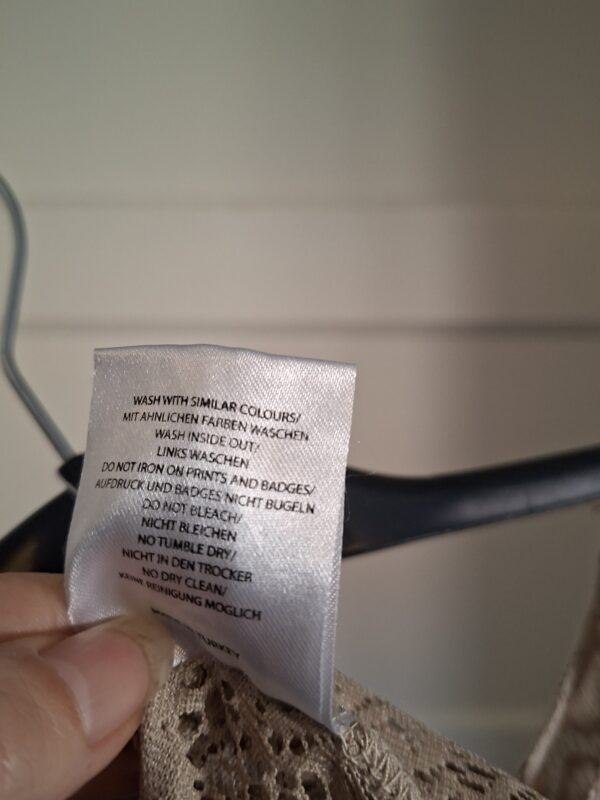 WASH WITH SIMILAR COLOURS/
MIT AHNLICHEN FARBEN WASCHEN
WASH INSIDE OUT/
LINKS WASCHEN
DO NOT IRON ON PRINTS AND BADGES/
AUFDRUCK UND BADGES NICHT BUGELN
DO NOT BLEACH/
NICHT BLEICHEN
NO TUMBLE DRY/
NICHT IN DEN TROCKER
NO DRY CLEAN/
KEINE REINIGUNG MOGLICH
TURKEY